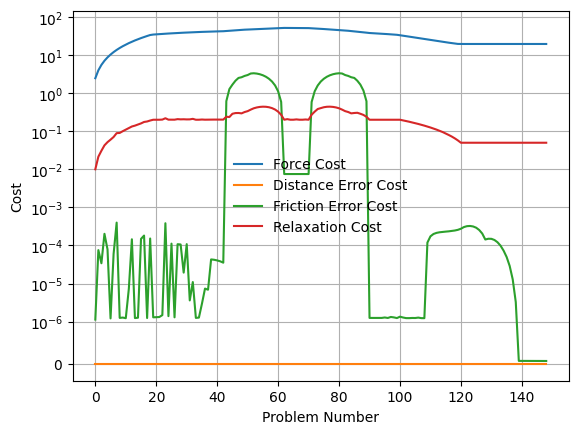 10²
10¹
10⁰
10⁻¹
10⁻²
10⁻³
10⁻⁴
10⁻⁵
10⁻⁶
0
Cost
Force Cost
Distance Error Cost
Friction Error Cost
Relaxation Cost
0 20 40 60 80 100 120 140
Problem Number